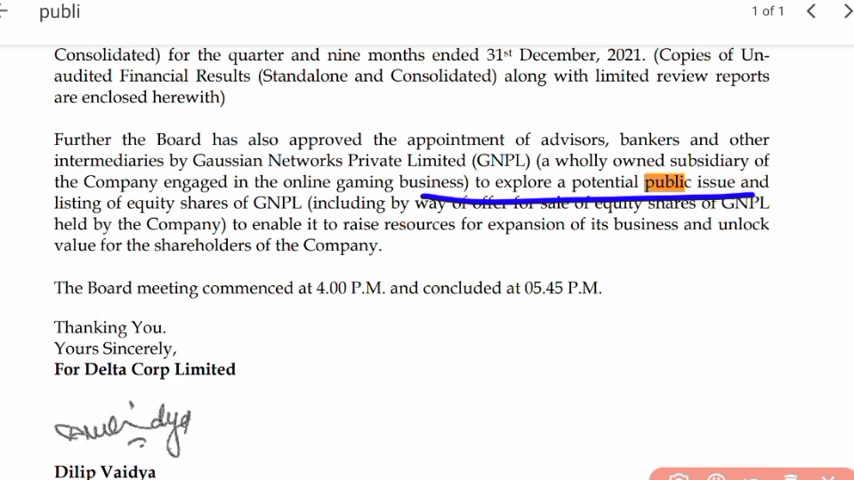 publi
1 of 1
Consolidated) for the quarter and nine months ended 31st December, 2021. (Copies of Un-
audited Financial Results (Standalone and Consolidated) along with limited review reports
are enclosed herewith)
Further the Board has also approved the appointment of advisors, bankers and other
intermediaries by Gaussian Networks Private Limited (GNPL) (a wholly owned subsidiary of
the Company engaged in the online gaming business) to explore a potential public issue and
listing of equity shares of GNPL (including by way of offer for sale of equity shares of GNPL
held by the Company) to enable it to raise resources for expansion of its business and unlock
value for the shareholders of the Company.
The Board meeting commenced at 4.00 P.M. and concluded at 05.45 P.M.
Thanking You.
Yours Sincerely,
For Delta Corp Limited
Dilip Vaidya